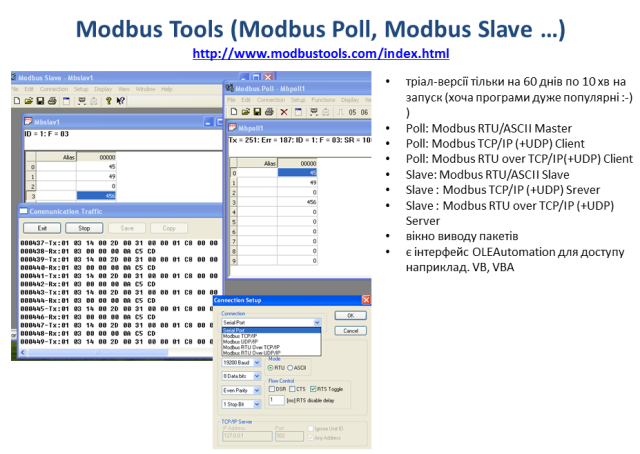 Modbus Tools (Modbus Poll, Modbus Slave …)
http://www.modbustools.com/index.html
Modbus Slave - Mbslav1
File Edit Connection Setup Display View Window Help
Mbslav1
ID = 1: F = 03
Alias 00000
0 45
1 49
2 0
3 456
Communication Traffic
Exit Stop Save Copy
000437-Tx:01 03 14 00 2D 00 31 00 00 01 C8 00 00
000438-Rx:01 03 00 00 00 0A C5 CD
000439-Tx:01 03 14 00 2D 00 31 00 00 01 C8 00 00
000440-Rx:01 03 00 00 00 0A C5 CD
000441-Tx:01 03 14 00 2D 00 31 00 00 01 C8 00 00
000442-Rx:01 03 00 00 00 0A C5 CD
000443-Tx:01 03 14 00 2D 00 31 00 00 01 C8 00 00
000444-Rx:01 03 00 00 00 0A C5 CD
000445-Tx:01 03 14 00 2D 00 31 00 00 01 C8 00 00
000446-Rx:01 03 00 00 00 0A C5 CD
000447-Tx:01 03 14 00 2D 00 31 00 00 01 C8 00 00
000448-Rx:01 03 00 00 00 0A C5 CD
000449-Tx:01 03 14 00 2D 00 31 00 00 01 C8 00 00
Modbus Poll - Mbpoll1
File Edit Connection Setup Functions Display
05 06
Mbpoll1
Tx = 251: Err = 187: ID = 1: F = 03: SR = 10
Alias 00000
0 45
1 49
2 0
3 456
4 0
5 0
6 0
7 0
8 0
9 0
Connection Setup
Connection
Serial Port
OK
Serial Port
Modbus TCP/IP
Modbus UDP/IP
Modbus RTU Over TCP/IP
Modbus RTU Over UDP/IP
Cancel
19200 Baud
Mode
RTU ASCII
8 Data bits
Flow Control
Even Parity
DSR CTS RTS Toggle
1 Stop Bit
1 [ms] RTS disable delay
TCP/IP Server
IP Address Port
127.0.0.1 502
Ignore Unit ID
Any Address
• тріал-версії тільки на 60 днів по 10 хв на
запуск (хоча програми дуже популярні :-)
)
• Poll: Modbus RTU/ASCII Master
• Poll: Modbus TCP/IP (+UDP) Client
• Poll: Modbus RTU over TCP/IP(+UDP) Client
• Slave: Modbus RTU/ASCII Slave
• Slave : Modbus TCP/IP (+UDP) Srever
• Slave : Modbus RTU over TCP/IP (+UDP)
Server
• вікно виводу пакетів
• є інтерфейс OLEAutomation для доступу
наприклад. VB, VBA